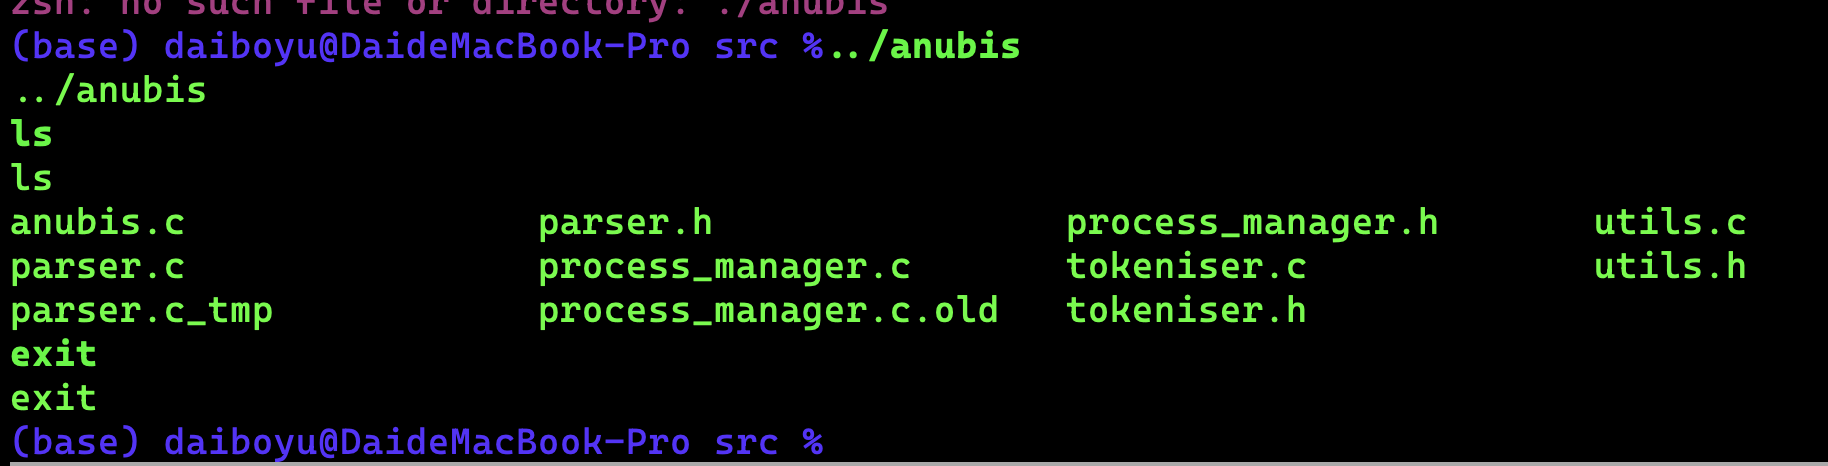 zsh: no such file or directory: ./anubis
(base) daiboyu@DaideMacBook-Pro src %../anubis
../anubis
ls
ls
anubis.c parser.h process_manager.h utils.c
parser.c process_manager.c tokeniser.c utils.h
parser.c_tmp process_manager.c.old tokeniser.h
exit
exit
(base) daiboyu@DaideMacBook-Pro src %